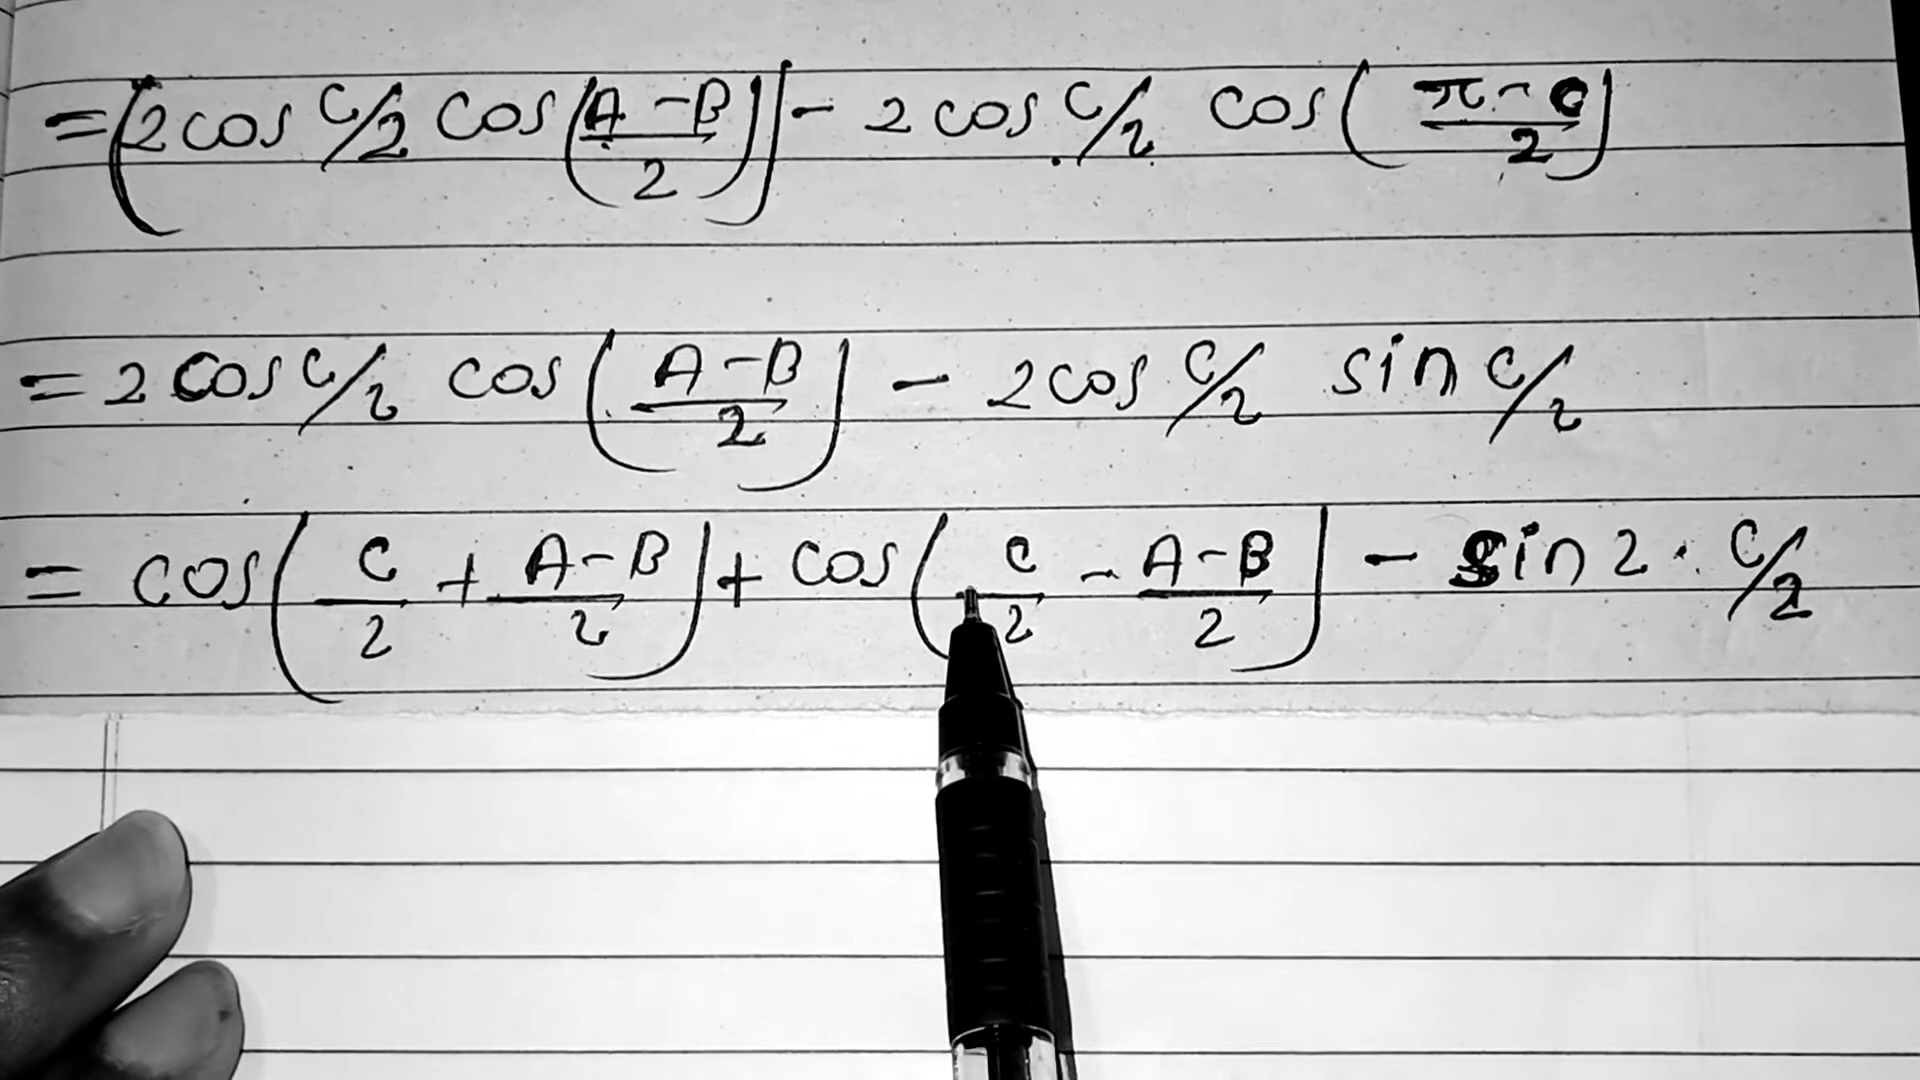 = (2 cos C/2 cos((A-B)/2)) - 2 cos C/2 cos((π-C)/2)
= 2 cos C/2 cos((A-B)/2) - 2 cos C/2 sin C/2
= cos(C/2 + (A-B)/2) + cos(C/2 - (A-B)/2) - sin 2 · C/2